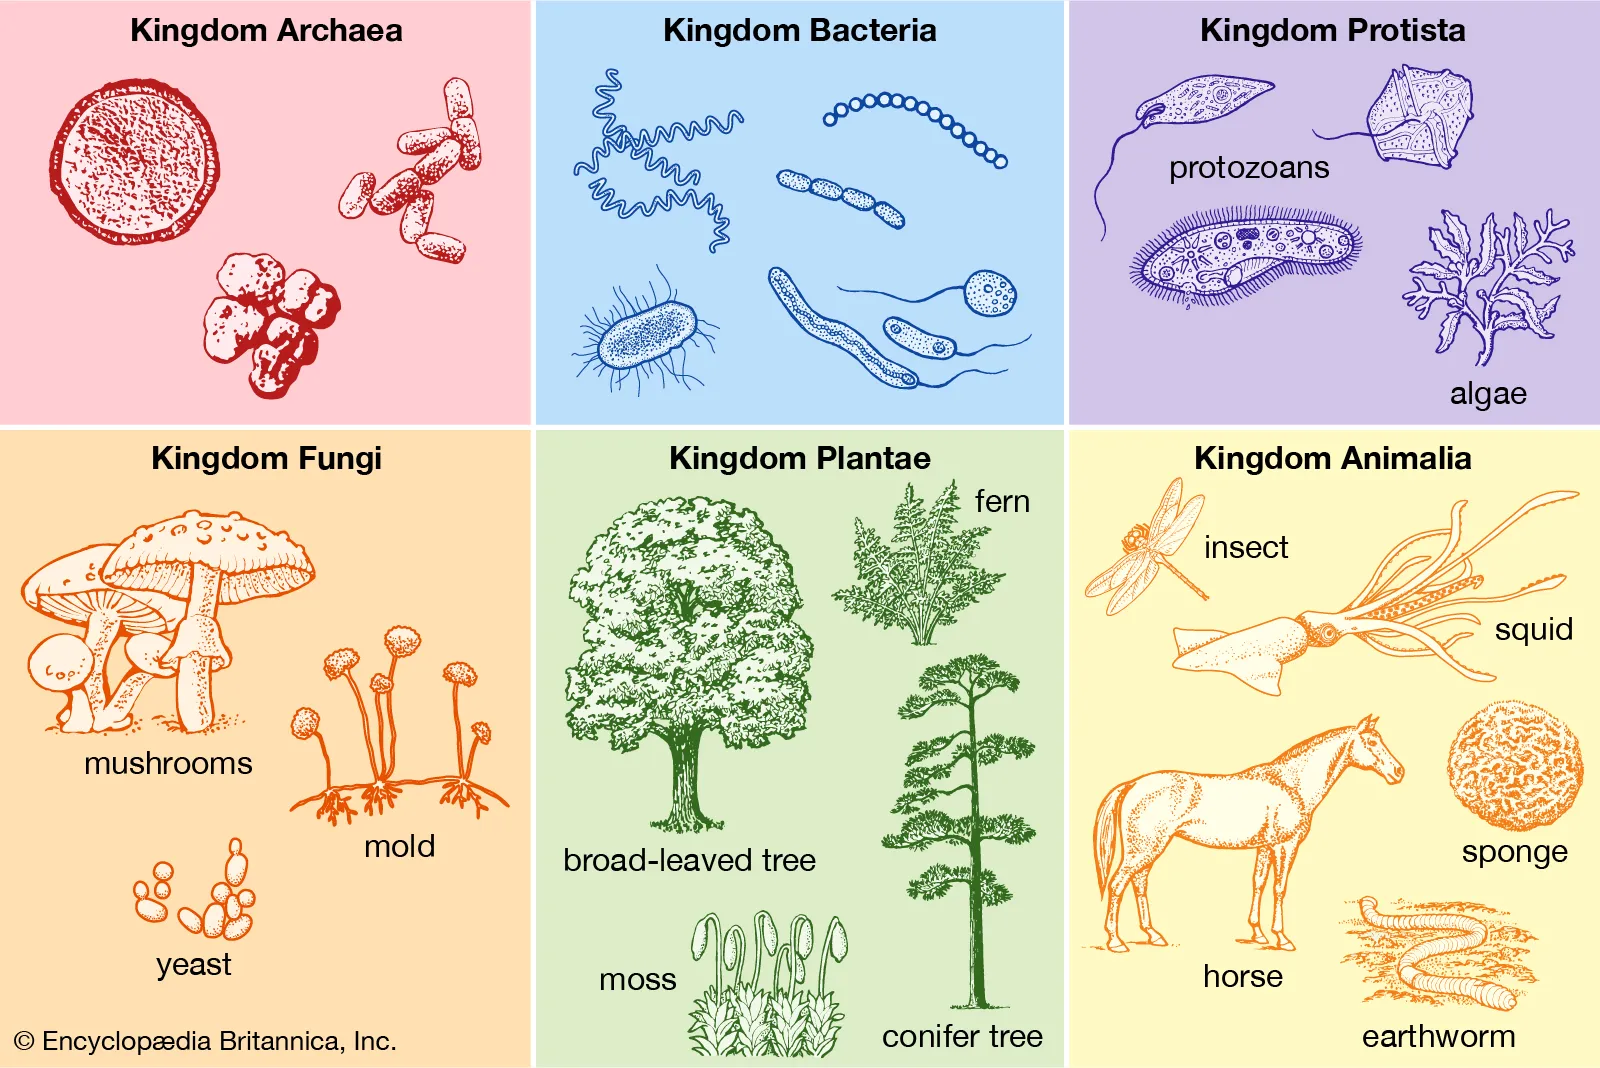 Kingdom Archaea
Kingdom Bacteria
Kingdom Protista
protozoans
algae
Kingdom Fungi
mushrooms
mold
yeast
© Encyclopædia Britannica, Inc.
Kingdom Plantae
fern
broad-leaved tree
moss
conifer tree
Kingdom Animalia
insect
squid
sponge
horse
earthworm